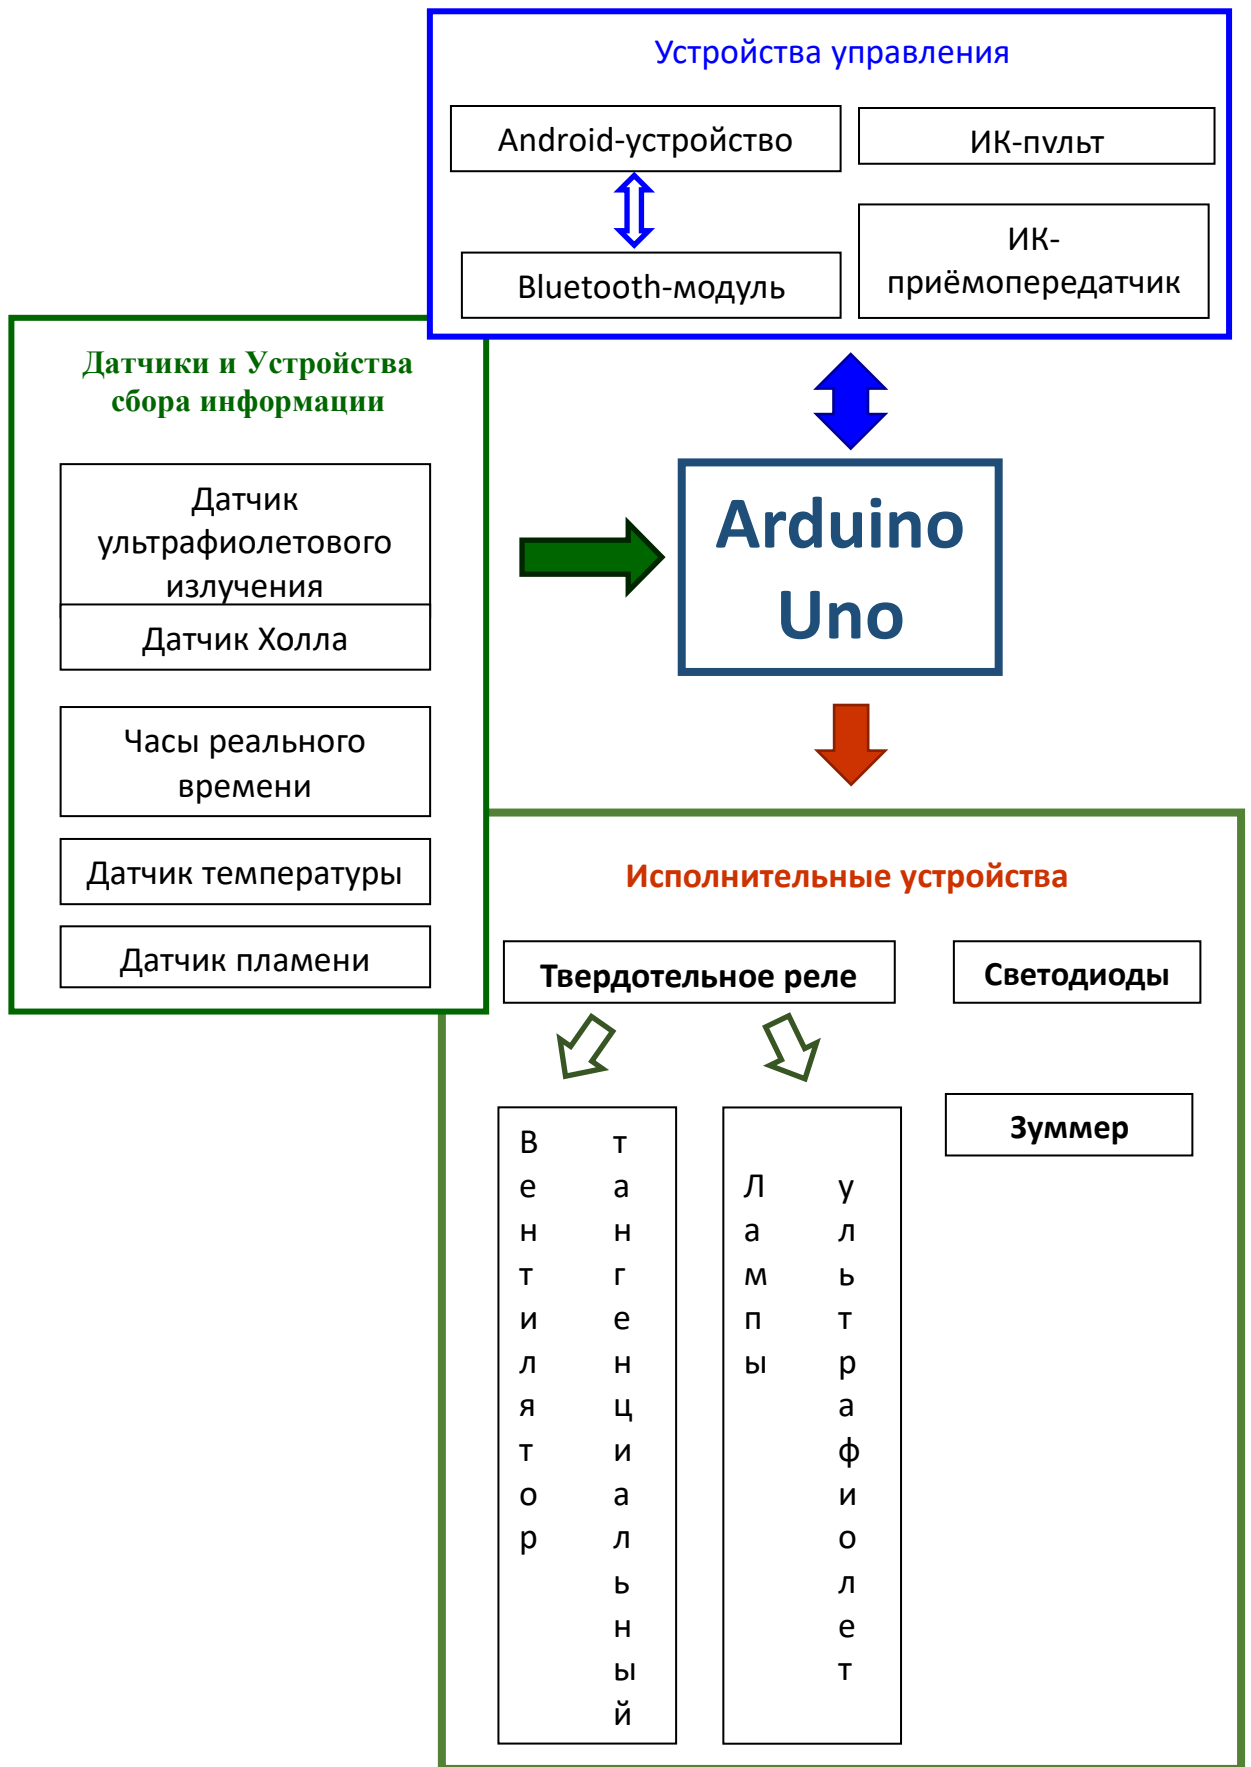 Устройства управления
Android-устройство
ИК-пульт
Bluetooth-модуль
ИК-
приёмопередатчик
Датчики и Устройства
сбора информации
Датчик
ультрафиолетового
излучения
Датчик Холла
Часы реального
времени
Датчик температуры
Датчик пламени
Arduino
Uno
Исполнительные устройства
Твердотельное реле
Светодиоды
Зуммер
Вентилятор
тангенциальный
Лампы
ультрафиолет